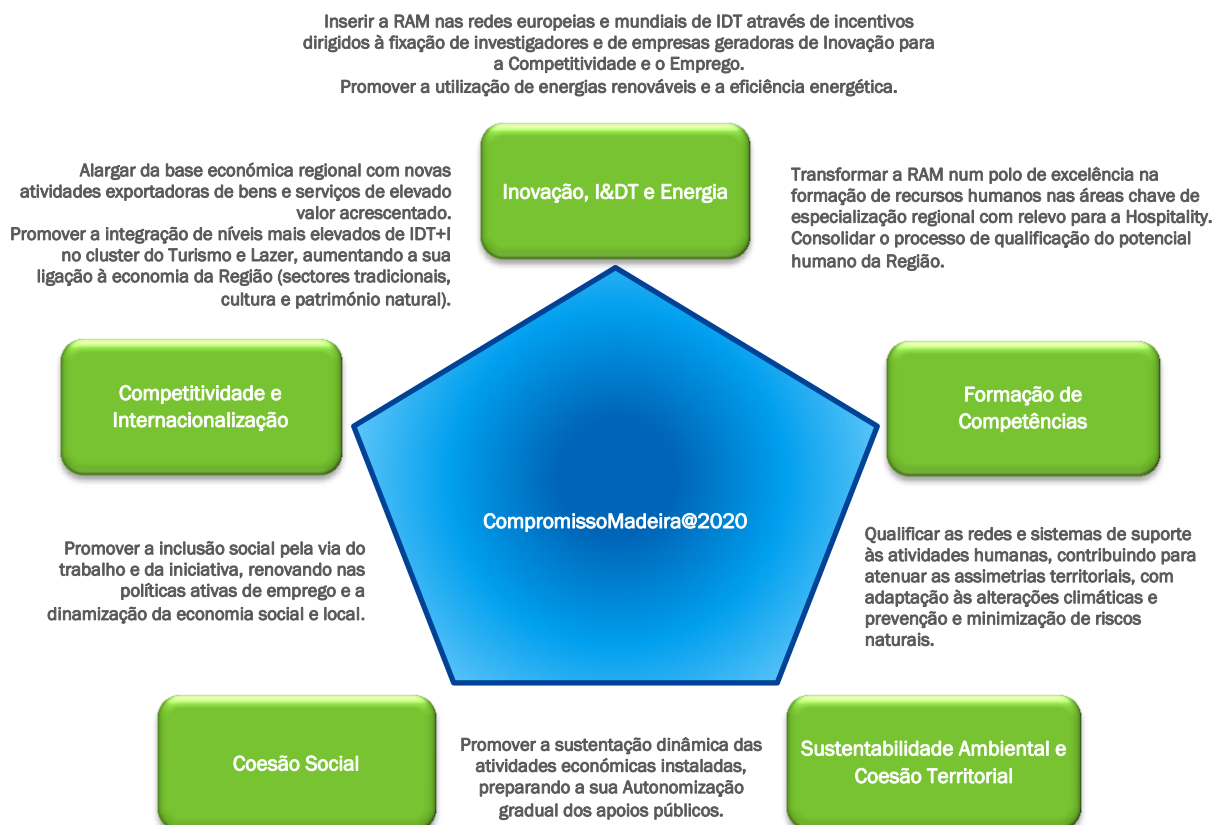 Inserir a RAM nas redes europeias e mundiais de IDT através de incentivos
dirigidos à fixação de investigadores e de empresas geradoras de Inovação para
a Competitividade e o Emprego.
Promover a utilização de energias renováveis e a eficiência energética.
Inovação, I&DT e Energia
Alargar da base económica regional com novas
atividades exportadoras de bens e serviços de elevado
valor acrescentado.
Promover a integração de níveis mais elevados de IDT+I
no cluster do Turismo e Lazer, aumentando a sua
ligação à economia da Região (sectores tradicionais,
cultura e património natural).
Transformar a RAM num polo de excelência na
formação de recursos humanos nas áreas chave de
especialização regional com relevo para a Hospitality.
Consolidar o processo de qualificação do potencial
humano da Região.
Competitividade e
Internacionalização
Formação de
Competências
CompromissoMadeira@2020
Promover a inclusão social pela via do
trabalho e da iniciativa, renovando nas
políticas ativas de emprego e a
dinamização da economia social e local.
Qualificar as redes e sistemas de suporte
às atividades humanas, contribuindo para
atenuar as assimetrias territoriais, com
adaptação às alterações climáticas e
prevenção e minimização de riscos
naturais.
Coesão Social
Promover a sustentação dinâmica das
atividades económicas instaladas,
preparando a sua Autonomização
gradual dos apoios públicos.
Sustentabilidade Ambiental e
Coesão Territorial